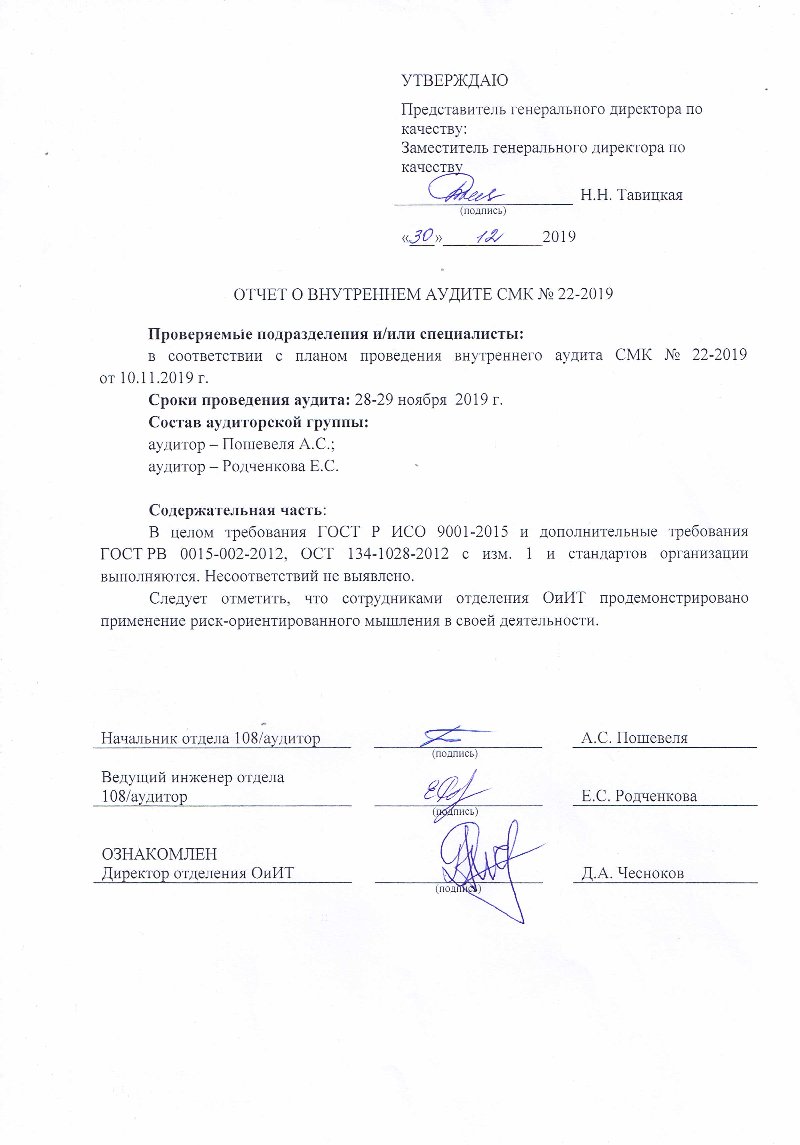 УТВЕРЖДАЮ
Представитель генерального директора по
качеству:
Заместитель генерального директора по
качеству
Н.Н. Тавицкая
(подпись)
«30» 12 2019
ОТЧЕТ О ВНУТРЕННЕМ АУДИТЕ СМК № 22-2019
Проверяемые подразделения и/или специалисты:
в соответствии с планом проведения внутреннего аудита СМК № 22-2019
от 10.11.2019 г.
Сроки проведения аудита: 28-29 ноября 2019 г.
Состав аудиторской группы:
аудитор – Пошевеля А.С.;
аудитор – Родченкова Е.С.
Содержательная часть:
В целом требования ГОСТ Р ИСО 9001-2015 и дополнительные требования
ГОСТ РВ 0015-002-2012, ОСТ 134-1028-2012 с изм. 1 и стандартов организации
выполняются. Несоответствий не выявлено.
Следует отметить, что сотрудниками отделения ОиИТ продемонстрировано
применение риск-ориентированного мышления в своей деятельности.
Начальник отдела 108/аудитор А.С. Пошевеля
(подпись)
Ведущий инженер отдела
108/аудитор Е.С. Родченкова
(подпись)
ОЗНАКОМЛЕН
Директор отделения ОиИТ Д.А. Чесноков
(подпись)